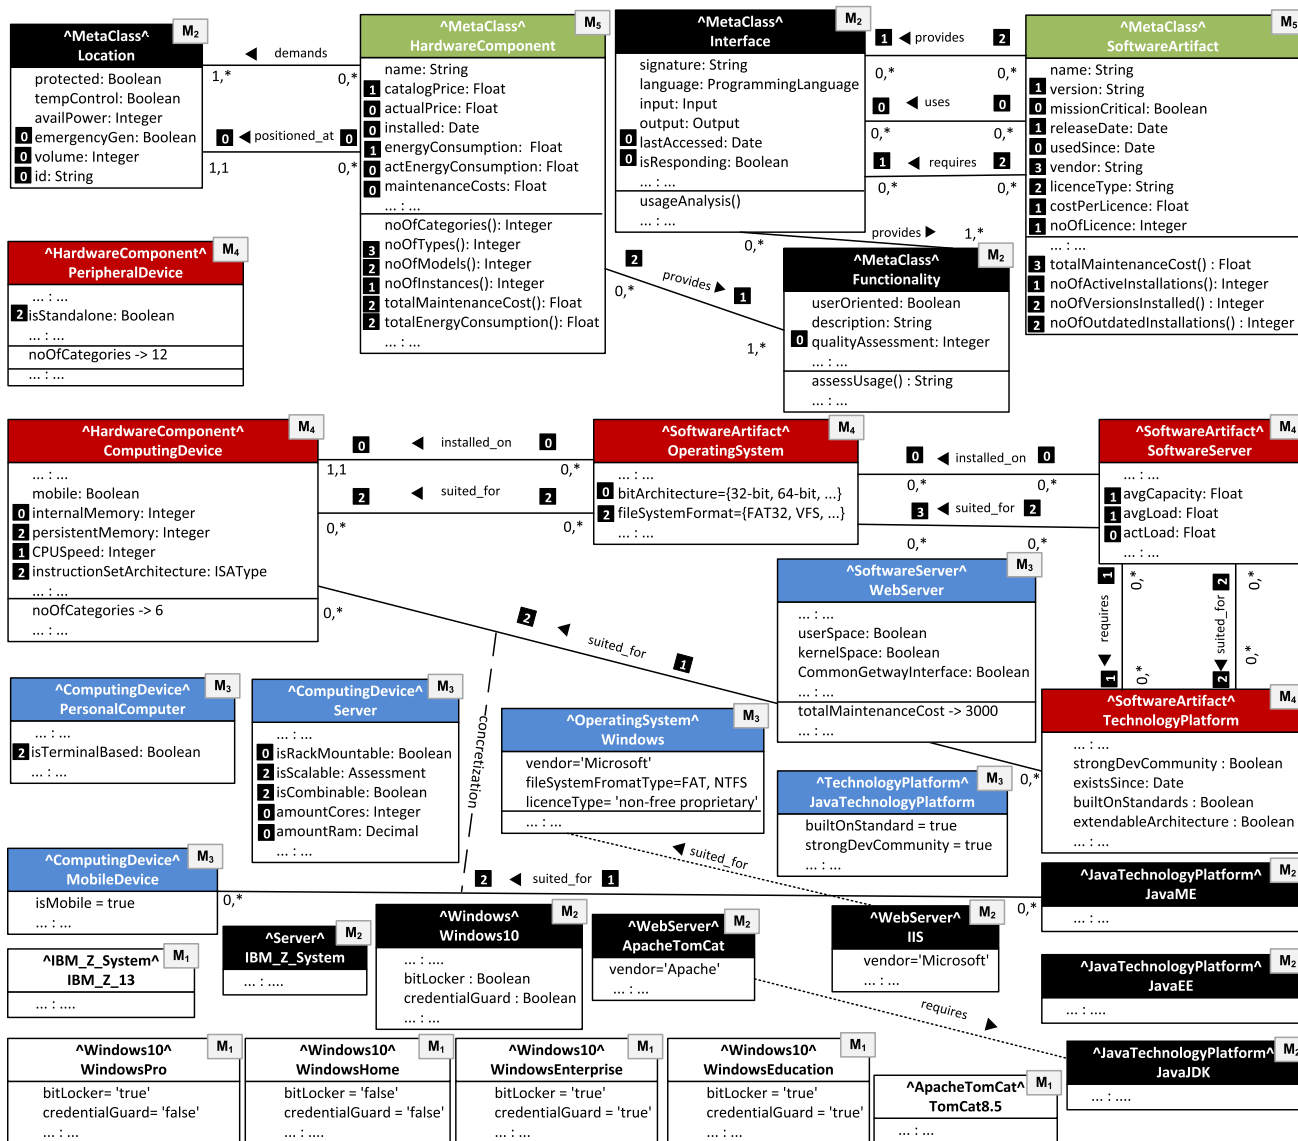 ^MetaClass^
Location
M2
protected: Boolean
tempControl: Boolean
availPower: Integer
0 emergencyGen: Boolean
0 volume: Integer
0 id: String
◄ demands
1,*
0,*
0 ◄ positioned_at 0
1,1
0,*
^MetaClass^
HardwareComponent
M5
name: String
1 catalogPrice: Float
0 actualPrice: Float
0 installed: Date
1 energyConsumption: Float
0 actEnergyConsumption: Float
0 maintenanceCosts: Float
... : ...
noOfCategories(): Integer
3 noOfTypes(): Integer
2 noOfModels(): Integer
1 noOfInstances(): Integer
2 totalMaintenanceCost(): Float
2 totalEnergyConsumption(): Float
... : ...
^MetaClass^
Interface
M2
signature: String
language: ProgrammingLanguage
input: Input
output: Output
0 lastAccessed: Date
0 isResponding: Boolean
... : ...
usageAnalysis()
1 ◄ provides 2
0,*
0,*
0 ◄ uses 0
0,*
0,*
1 ◄ requires 2
0,*
0,*
^MetaClass^
SoftwareArtifact
M5
name: String
1 version: String
0 missionCritical: Boolean
1 releaseDate: Date
0 usedSince: Date
3 vendor: String
2 licenceType: String
1 costPerLicence: Float
1 noOfLicence: Integer
... : ...
3 totalMaintenanceCost() : Float
1 noOfActiveInstallations(): Integer
2 noOfVersionsInstalled() : Integer
2 noOfOutdatedInstallations() : Integer
provides ►
0,*
1,*
2 provides ► 1
0,*
1,*
^MetaClass^
Functionality
M2
userOriented: Boolean
description: String
0 qualityAssessment: Integer
... : ...
assessUsage() : String
... : ...
^HardwareComponent^
PeripheralDevice
M4
... : ...
2 isStandalone: Boolean
... : ...
noOfCategories -> 12
... : ...
^HardwareComponent^
ComputingDevice
M4
... : ...
mobile: Boolean
0 internalMemory: Integer
2 persistentMemory: Integer
1 CPUSpeed: Integer
2 instructionSetArchitecture: ISAType
... : ...
noOfCategories -> 6
... : ...
0 ◄ installed_on 0
1,1
0,*
2 ◄ suited_for 2
0,*
0,*
^SoftwareArtifact^
OperatingSystem
M4
... : ...
0 bitArchitecture={32-bit, 64-bit, ...}
2 fileSystemFormat={FAT32, VFS, ...}
... : ...
0 ◄ installed_on 0
0,*
0,*
3 ◄ suited_for 2
0,*
0,*
^SoftwareArtifact^
SoftwareServer
M4
... : ...
1 avgCapacity: Float
1 avgLoad: Float
0 actLoad: Float
... : ...
1 requires ► 1
0,*
0,*
2 suited_for ► 2
0,*
0,*
^SoftwareServer^
WebServer
M3
... : ...
userSpace: Boolean
kernelSpace: Boolean
CommonGetwayInterface: Boolean
... : ...
totalMaintenanceCost -> 3000
... : ...
0,*
2 ◄ suited_for 1
0,*
concretization
^ComputingDevice^
PersonalComputer
M3
... : ...
2 isTerminalBased: Boolean
... : ...
^ComputingDevice^
Server
M3
... : ...
0 isRackMountable: Boolean
2 isScalable: Assessment
2 isCombinable: Boolean
0 amountCores: Integer
0 amountRam: Decimal
... : ...
^OperatingSystem^
Windows
M3
vendor='Microsoft'
fileSystemFromatType=FAT, NTFS
licenceType= 'non-free proprietary'
... : ...
^TechnologyPlatform^
JavaTechnologyPlatform
M3
builtOnStandard = true
strongDevCommunity = true
... : ...
^SoftwareArtifact^
TechnologyPlatform
M4
... : ...
strongDevCommunity : Boolean
existsSince: Date
builtOnStandards : Boolean
extendableArchitecture : Boolean
... : ...
◄ suited_for
^ComputingDevice^
MobileDevice
M3
isMobile = true
... : ...
2 ◄ suited_for 1
0,*
0,*
^JavaTechnologyPlatform^
JavaME
M2
... : ....
^IBM_Z_System^
IBM_Z_13
M1
... : ....
^Server^
IBM_Z_System
M2
... : ....
^Windows^
Windows10
M2
... : ....
bitLocker : Boolean
credentialGuard : Boolean
... : ...
^WebServer^
ApacheTomCat
M2
vendor='Apache'
... : ...
^WebServer^
IIS
M2
vendor='Microsoft'
... : ...
^JavaTechnologyPlatform^
JavaEE
M2
... : ....
requires ►
^JavaTechnologyPlatform^
JavaJDK
M2
... : ....
^Windows10^
WindowsPro
M1
bitLocker= 'true'
credentialGuard= 'false'
... : ...
^Windows10^
WindowsHome
M1
bitLocker = 'false'
credentialGuard = 'false'
... : ....
^Windows10^
WindowsEnterprise
M1
bitLocker = 'true'
credentialGuard = 'true'
... : ...
^Windows10^
WindowsEducation
M1
bitLocker = 'true'
credentialGuard = 'true'
... : ...
^ApacheTomCat^
TomCat8.5
M1
... : ...